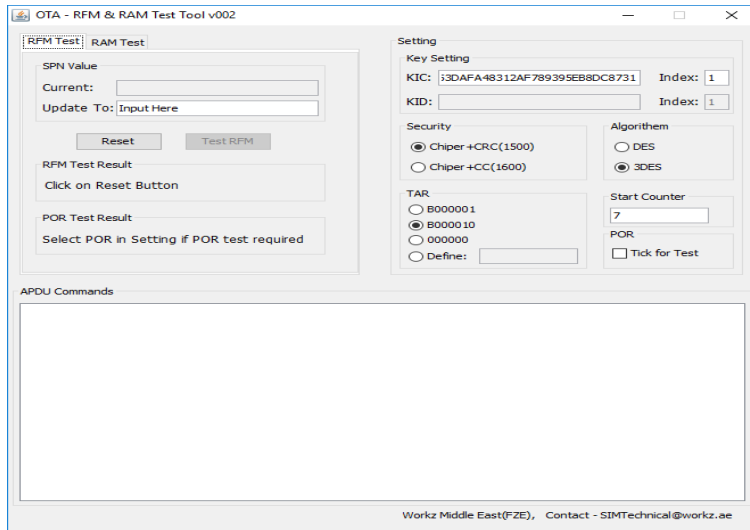 OTA - RFM & RAM Test Tool v002
RFM Test RAM Test
SPN Value
Current:
Update To: Input Here
Reset Test RFM
RFM Test Result
Click on Reset Button
POR Test Result
Select POR in Setting if POR test required
Setting
Key Setting
KIC: 53DAFA48312AF789395EB8DC8731 Index: 1
KID: Index: 1
Security
Chiper+CRC(1500)
Chiper+CC(1600)
Algorithem
DES
3DES
TAR
B000001
B000010
000000
Define:
Start Counter
7
POR
Tick for Test
APDU Commands
Workz Middle East(FZE), Contact - SIMTechnical@workz.ae